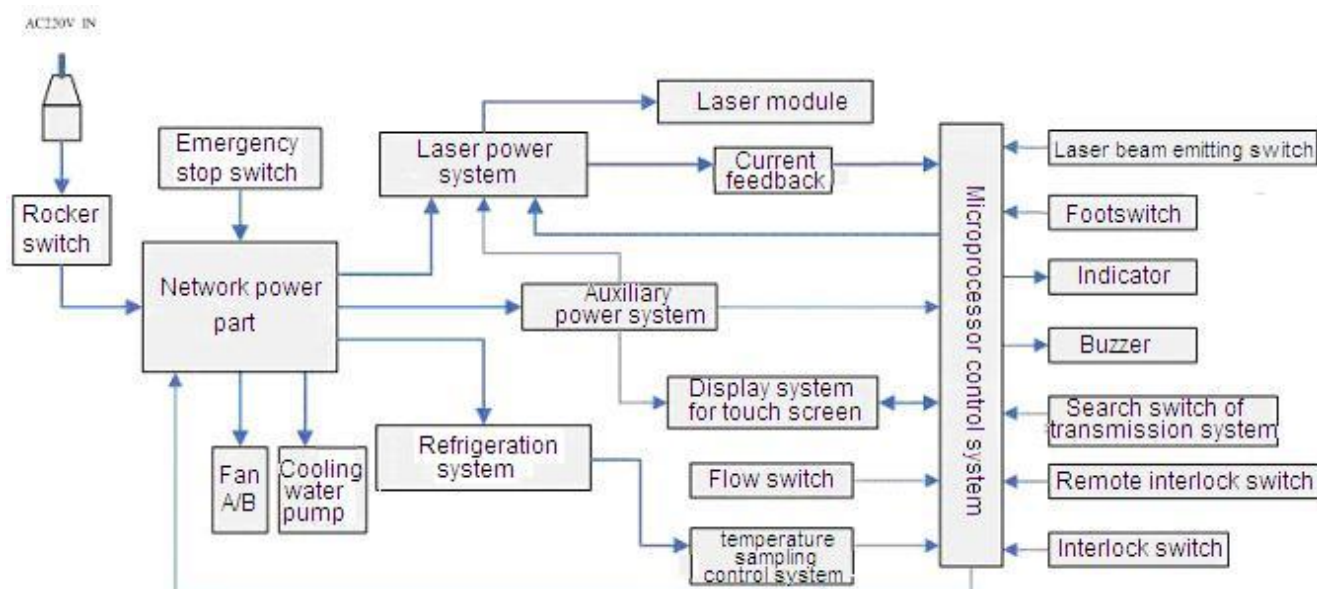 AC220V IN
Laser module
Emergency
stop switch
Laser power
system
Current
feedback
Laser beam emitting switch
Rocker
switch
Footswitch
Network power
part
Auxiliary
power system
Microprocessor control system
Indicator
Buzzer
Display system
for touch screen
Search switch of
transmission system
Refrigeration
system
Fan
A/B
Cooling
water
pump
Flow switch
Remote interlock switch
temperature
sampling
control system
Interlock switch